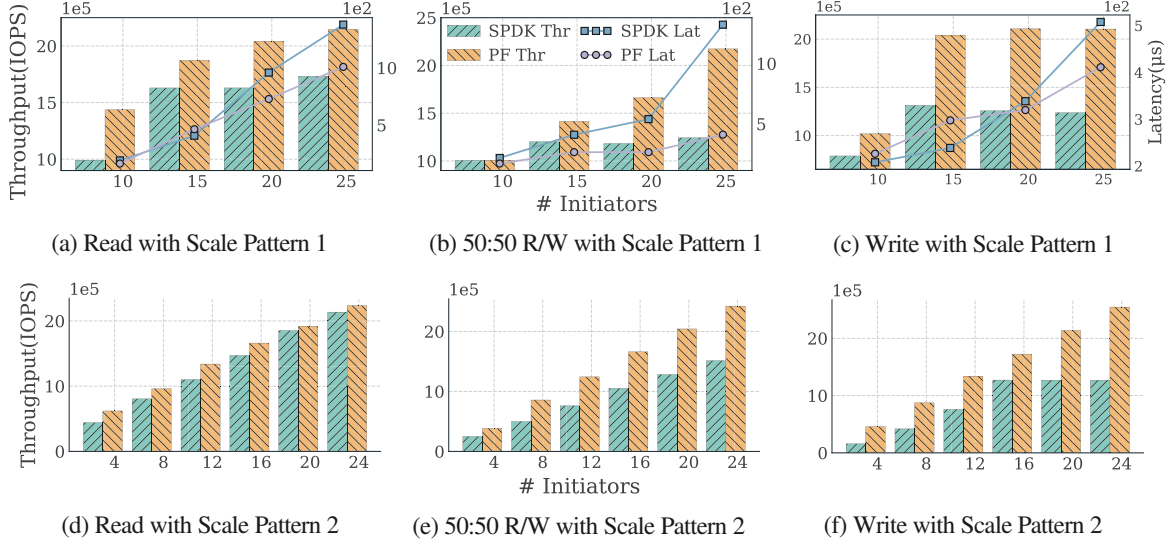 1e5 1e2
Throughput(IOPS)
20
15
10
10
5
10 15 20 25
(a) Read with Scale Pattern 1
1e5 1e2
25
20
15
10
10
5
SPDK Thr SPDK Lat
PF Thr PF Lat
10 15 20 25
# Initiators
(b) 50:50 R/W with Scale Pattern 1
1e5 1e2
20
15
10
5
4
3
2
Latency(μs)
10 15 20 25
(c) Write with Scale Pattern 1
1e5
Throughput(IOPS)
20
10
0
4 8 12 16 20 24
(d) Read with Scale Pattern 2
1e5
20
10
0
4 8 12 16 20 24
# Initiators
(e) 50:50 R/W with Scale Pattern 2
1e5
20
10
0
4 8 12 16 20 24
(f) Write with Scale Pattern 2